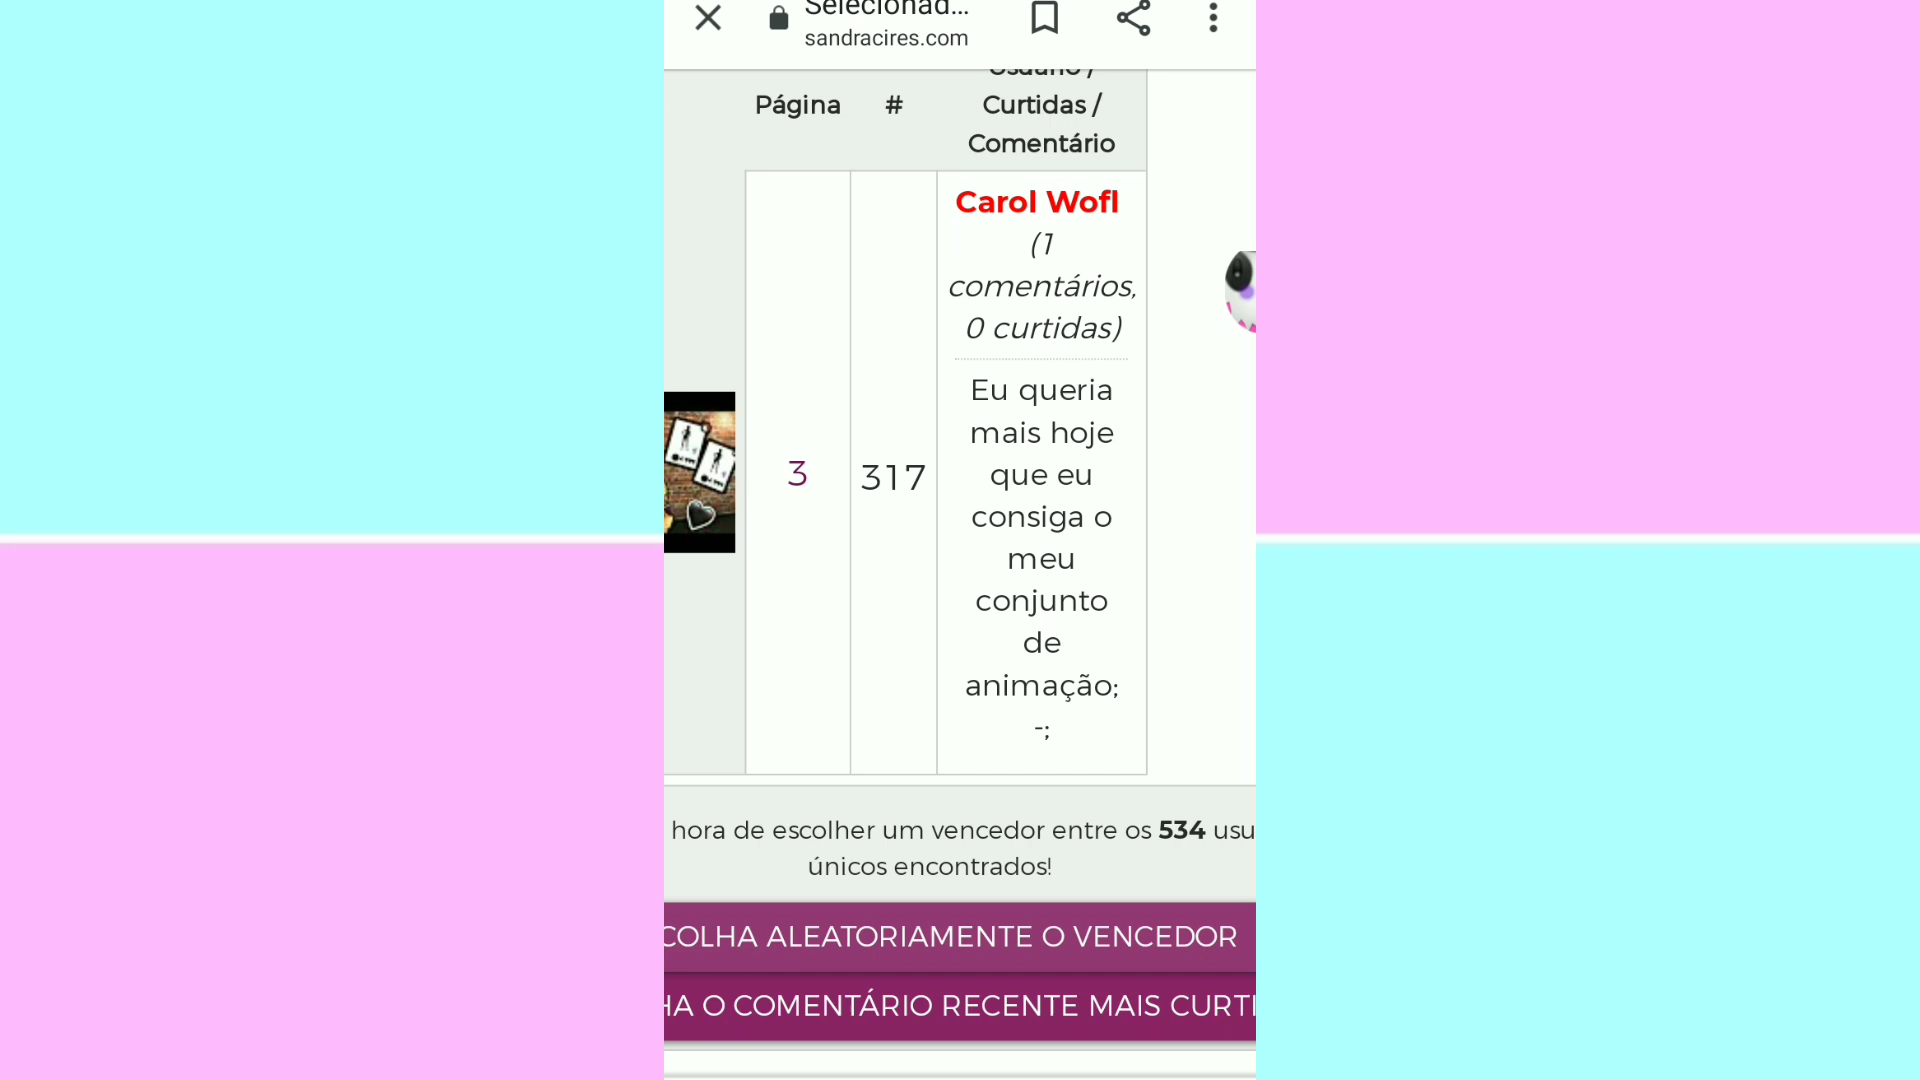 Selecionad...
sandracires.com
Usuário /
Página # Curtidas /
Comentário
Carol Wofl
(1
comentários,
0 curtidas)
Eu queria
mais hoje
que eu
consiga o
meu
conjunto
de
animação;
-;
3 317
hora de escolher um vencedor entre os 534 usu
únicos encontrados!
COLHA ALEATORIAMENTE O VENCEDOR
HA O COMENTÁRIO RECENTE MAIS CURTI